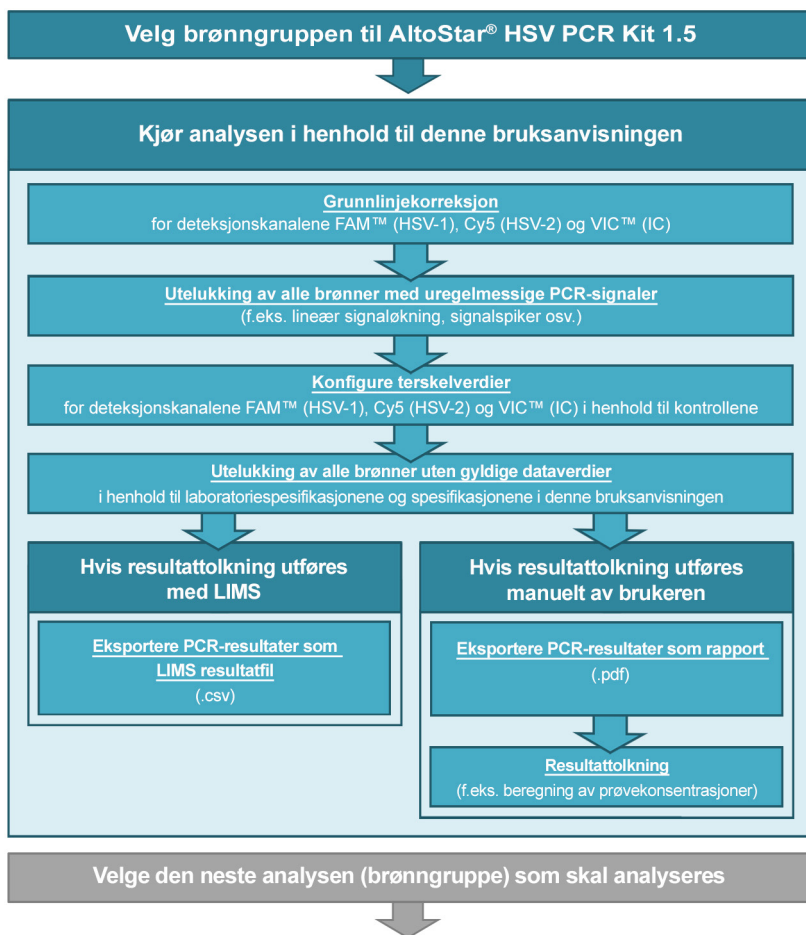 Velg brønngruppen til AltoStar® HSV PCR Kit 1.5
Kjør analysen i henhold til denne bruksanvisningen
Grunnlinjekorreksjon
for deteksjonskanalene FAM™ (HSV-1), Cy5 (HSV-2) og VIC™ (IC)
Utelukking av alle brønner med uregelmessige PCR-signaler
(f.eks. lineær signaløkning, signalspiker osv.)
Konfigure terskelverdier
for deteksjonskanalene FAM™ (HSV-1), Cy5 (HSV-2) og VIC™ (IC) i henhold til kontrollene
Utelukking av alle brønner uten gyldige dataverdier
i henhold til laboratoriespesifikasjonene og spesifikasjonene i denne bruksanvisningen
Hvis resultattolkning utføres
med LIMS
Eksportere PCR-resultater som
LIMS resultatfil
(.csv)
Hvis resultattolkning utføres
manuelt av brukeren
Eksportere PCR-resultater som rapport
(.pdf)
Resultattolkning
(f.eks. beregning av prøvekonsentrasjoner)
Velge den neste analysen (brønngruppe) som skal analyseres